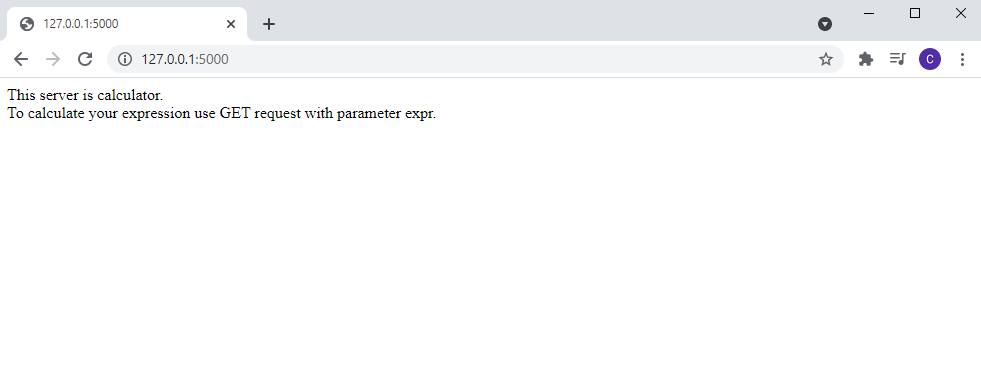 127.0.0.1:5000
127.0.0.1:5000
C
This server is calculator.
To calculate your expression use GET request with parameter expr.